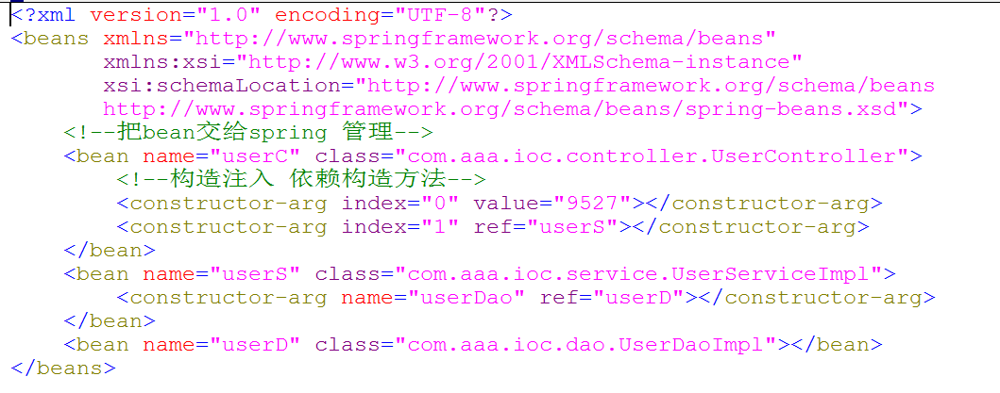 <?xml version="1.0" encoding="UTF-8"?>
<beans xmlns="http://www.springframework.org/schema/beans"
       xmlns:xsi="http://www.w3.org/2001/XMLSchema-instance"
       xsi:schemaLocation="http://www.springframework.org/schema/beans
       http://www.springframework.org/schema/beans/spring-beans.xsd">
    <!--把bean交给spring 管理-->
    <bean name="userC" class="com.aaa.ioc.controller.UserController">
        <!--构造注入 依赖构造方法-->
        <constructor-arg index="0" value="9527"></constructor-arg>
        <constructor-arg index="1" ref="userS"></constructor-arg>
    </bean>
    <bean name="userS" class="com.aaa.ioc.service.UserServiceImpl">
        <constructor-arg name="userDao" ref="userD"></constructor-arg>
    </bean>
    <bean name="userD" class="com.aaa.ioc.dao.UserDaoImpl"></bean>
</beans>